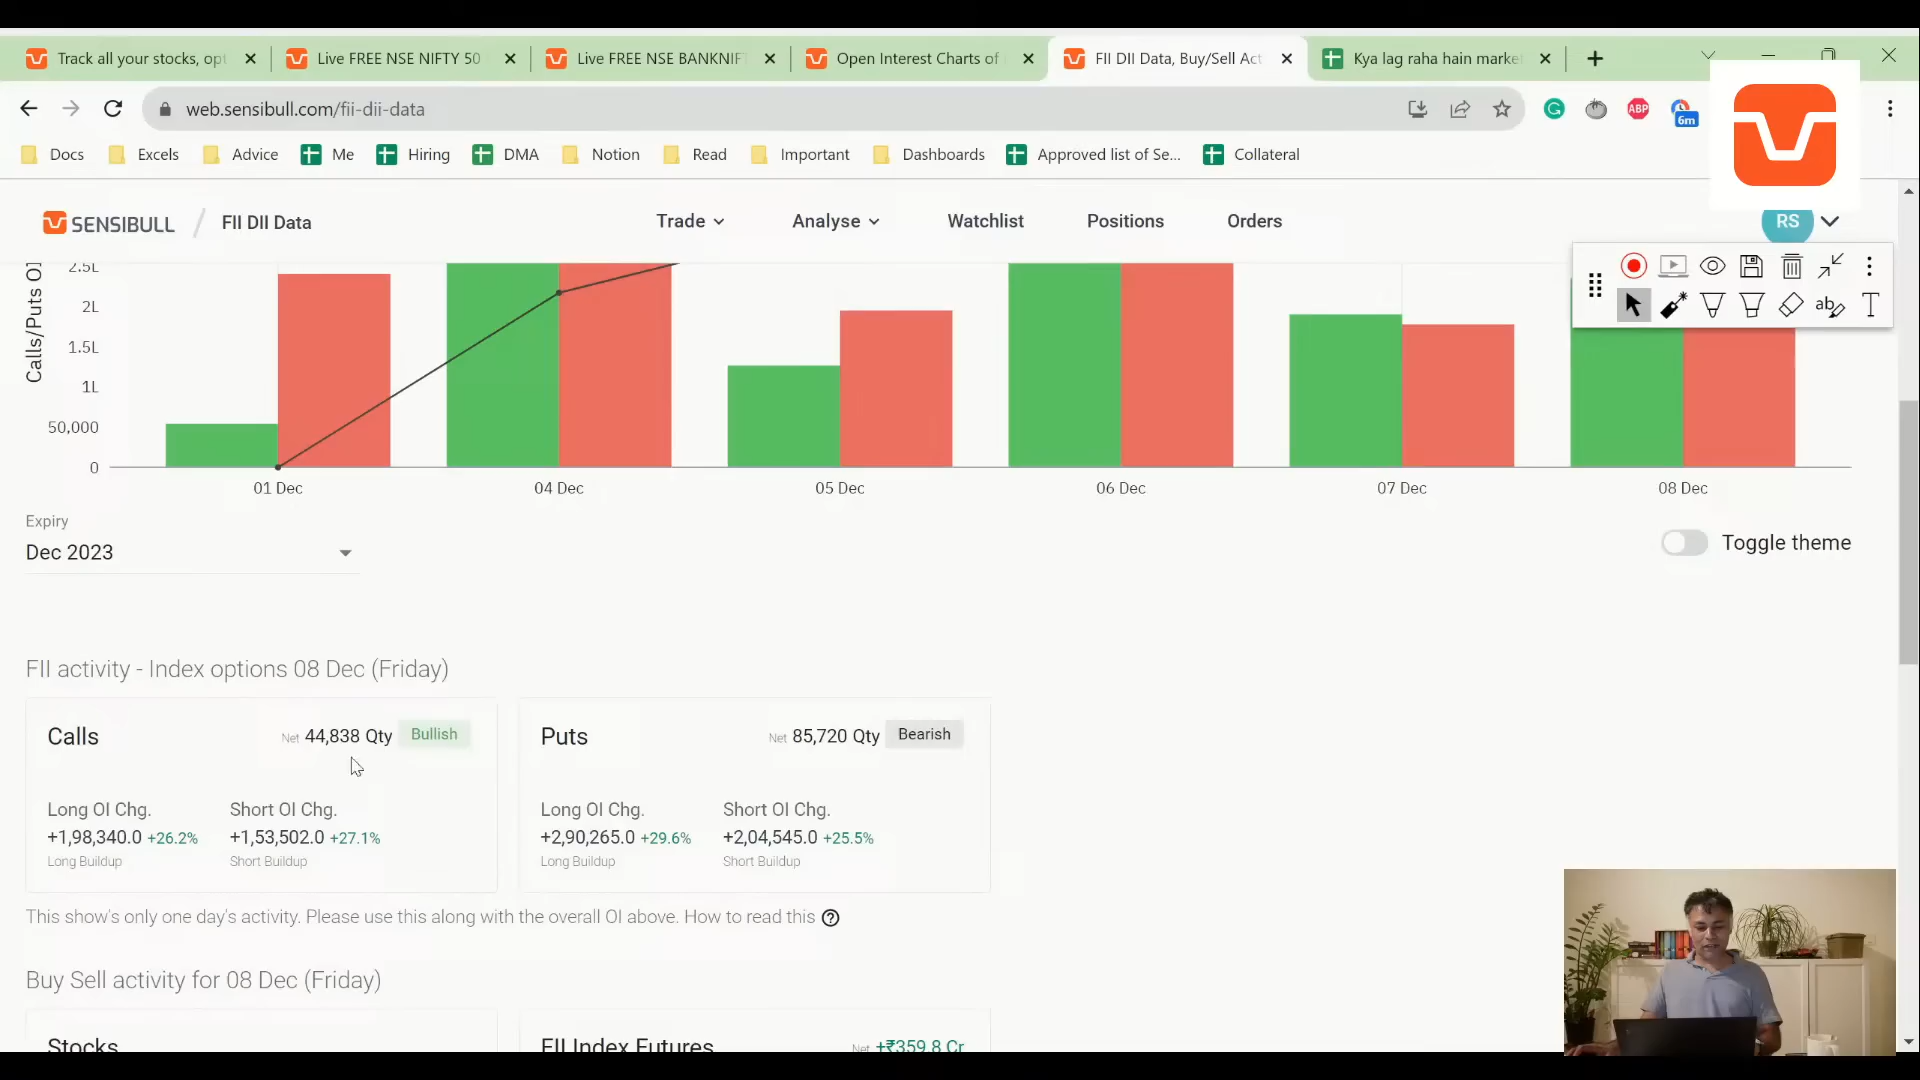 Track all your stocks, opt
Live FREE NSE NIFTY 50
Live FREE NSE BANKNIFT
Open Interest Charts of
FII DII Data, Buy/Sell Act
Kya lag raha hain marke
web.sensibull.com/fii-dii-data
ABP
6m
Docs
Excels
Advice
Me
Hiring
DMA
Notion
Read
Important
Dashboards
Approved list of Se...
Collateral
SENSIBULL / FII DII Data
Trade
Analyse
Watchlist
Positions
Orders
RS
Calls/Puts OI
2.5L
2L
1.5L
1L
50,000
0
01 Dec
04 Dec
05 Dec
06 Dec
07 Dec
08 Dec
Expiry
Dec 2023
Toggle theme
FII activity - Index options 08 Dec (Friday)
Calls
Net 44,838 Qty Bullish
Long OI Chg.
+1,98,340.0 +26.2%
Long Buildup
Short OI Chg.
+1,53,502.0 +27.1%
Short Buildup
Puts
Net 85,720 Qty Bearish
Long OI Chg.
+2,90,265.0 +29.6%
Long Buildup
Short OI Chg.
+2,04,545.0 +25.5%
Short Buildup
This show's only one day's activity. Please use this along with the overall OI above. How to read this
Buy Sell activity for 08 Dec (Friday)
Stocks
FII Index Futures
Net +₹359.8 Cr